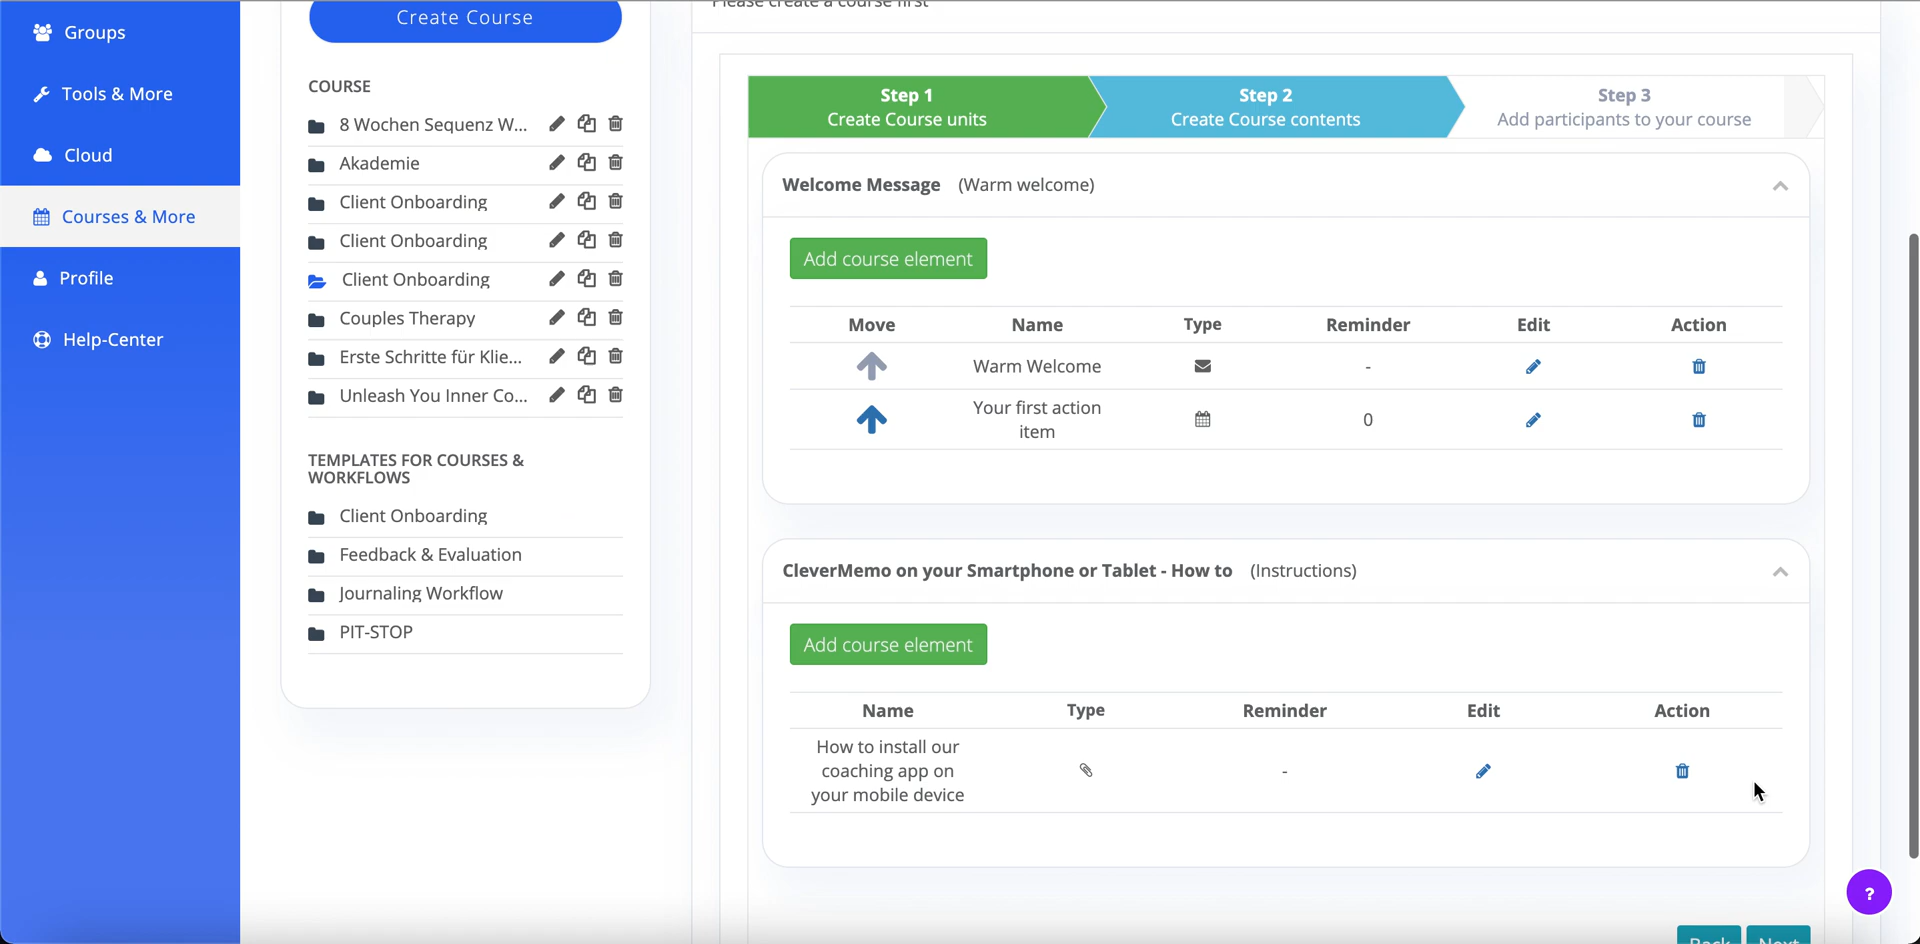 Please create a course first
Groups
Tools & More
Cloud
Courses & More
Profile
Help-Center
Create Course
COURSE
8 Wochen Sequenz W...
Akademie
Client Onboarding
Client Onboarding
Client Onboarding
Couples Therapy
Erste Schritte für Klie...
Unleash You Inner Co...
TEMPLATES FOR COURSES &
WORKFLOWS
Client Onboarding
Feedback & Evaluation
Journaling Workflow
PIT-STOP
Step 1
Create Course units
Step 2
Create Course contents
Step 3
Add participants to your course
Welcome Message (Warm welcome)
Add course element
Move Name Type Reminder Edit Action
Warm Welcome -
Your first action
item
0
CleverMemo on your Smartphone or Tablet - How to (Instructions)
Add course element
Name Type Reminder Edit Action
How to install our
coaching app on
your mobile device
-
?
Back Next